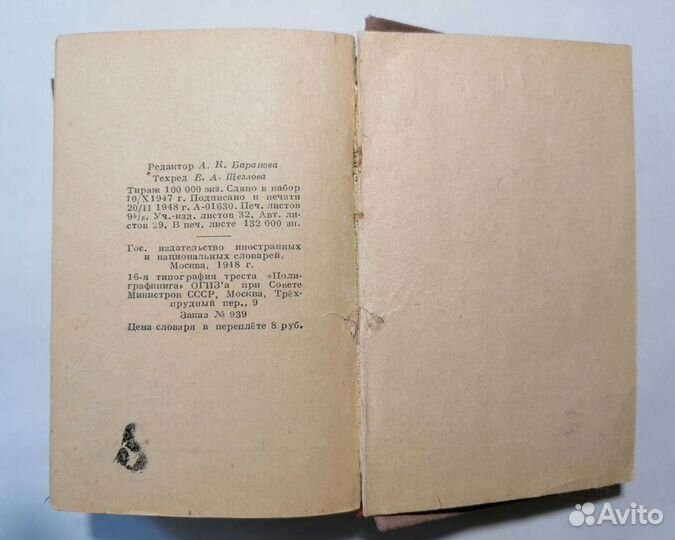 Редактор А. К. Баранова
Техред Е. А. Щеглова
Тираж 100 000 экз. Сдано в набор
10/X1947 г. Подписано к печати
20/II 1948 г. А-01630. Печ. листов
9⁵/₈. Уч.-изд. листов 32. Авт. ли-
стов 29. В печ. листе 132 000 зн.
Гос. издательство иностранных
и национальных словарей,
Москва, 1948 г.
16-я типография треста «Поли-
графкнига» ОГИЗ'а при Совете
Министров СССР, Москва, Трёх-
прудный пер., 9
Заказ № 939
Цена словаря в переплёте 8 руб.
Avito